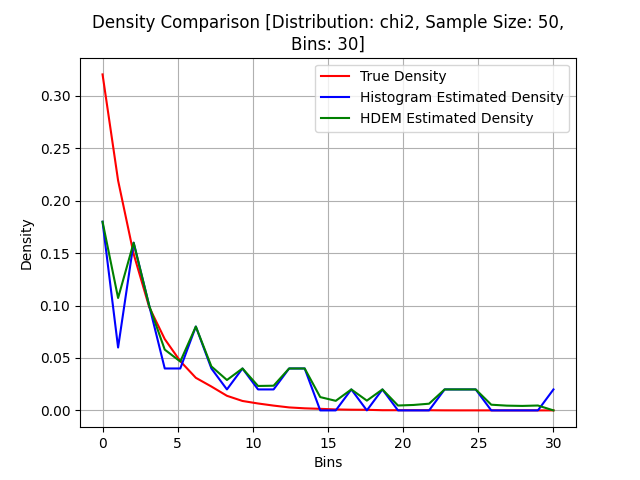 Density Comparison [Distribution: chi2, Sample Size: 50,
Bins: 30]
True Density
Histogram Estimated Density
HDEM Estimated Density
Density
0.30
0.25
0.20
0.15
0.10
0.05
0.00
0 5 10 15 20 25 30
Bins